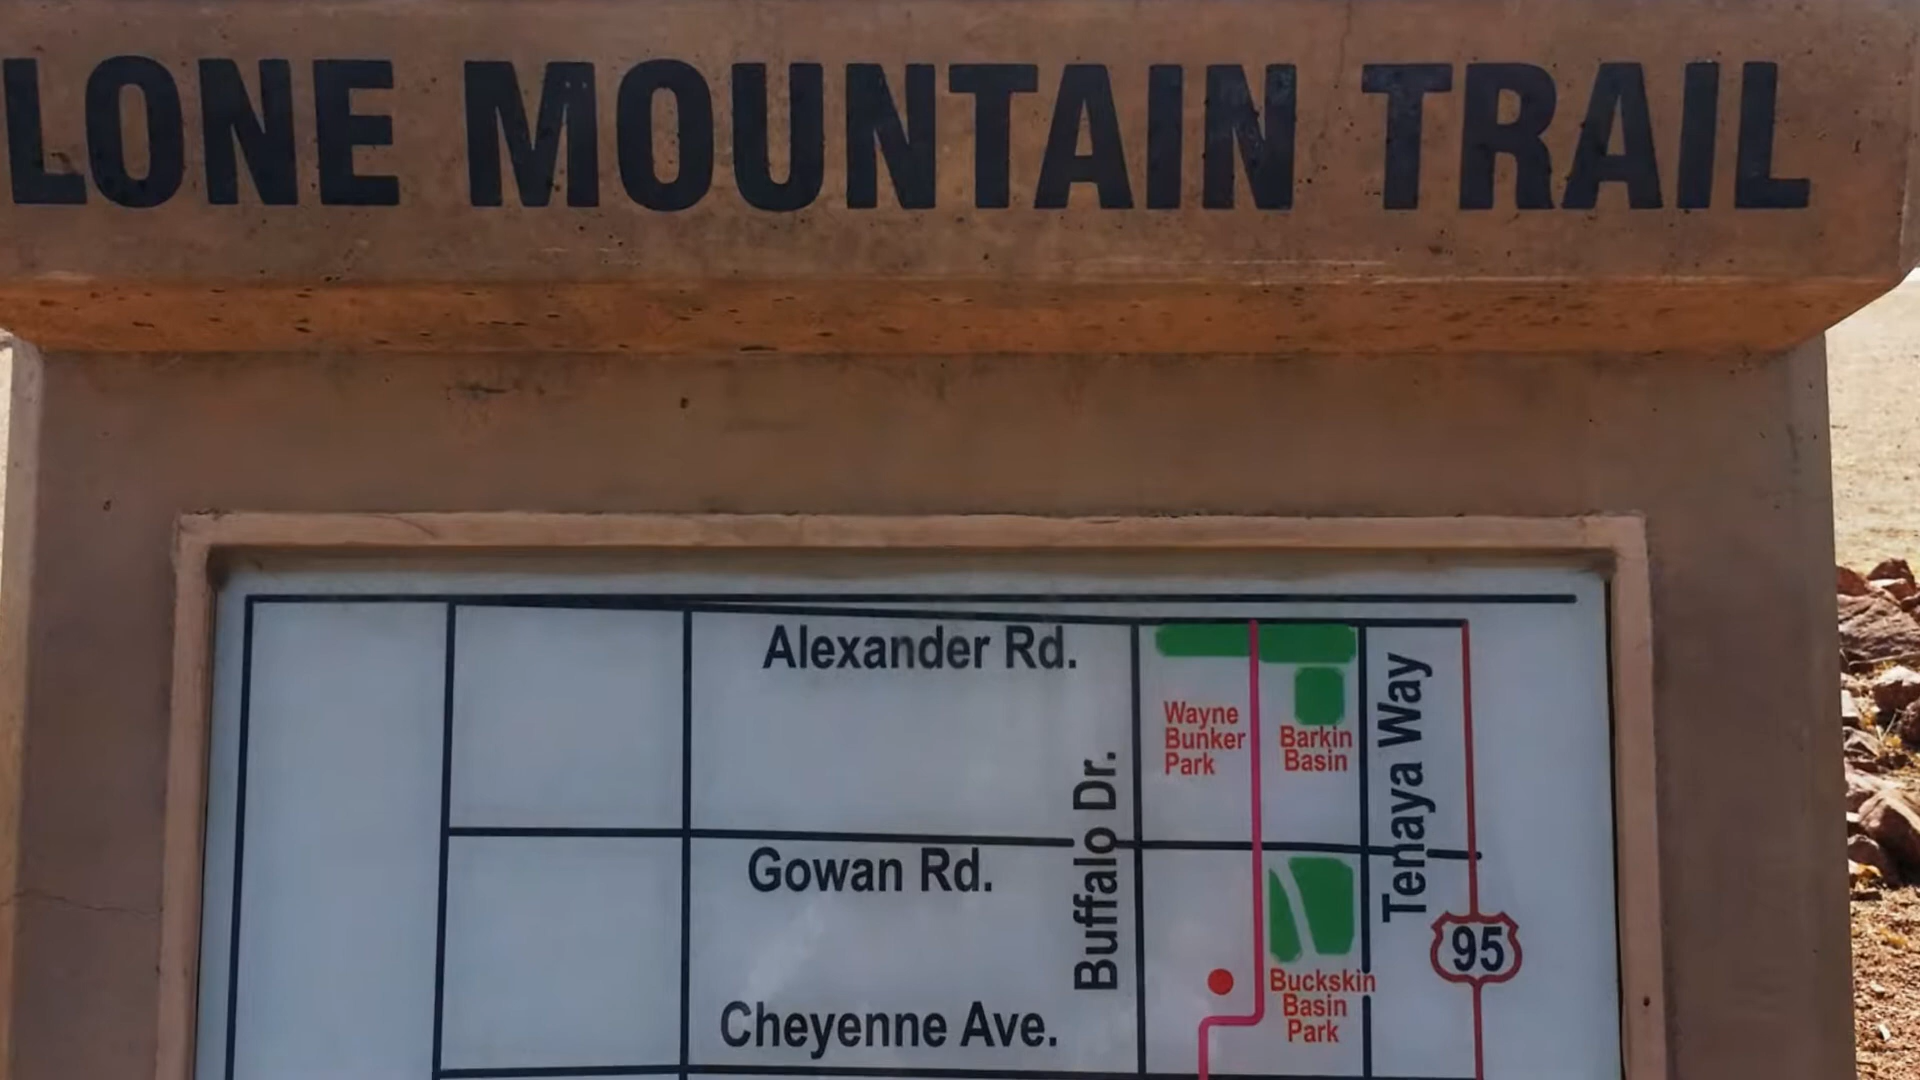 LONE MOUNTAIN TRAIL
Alexander Rd.
Wayne
Bunker
Park
Barkin
Basin
Tenaya Way
Buffalo Dr.
Gowan Rd.
95
Buckskin
Basin
Park
Cheyenne Ave.